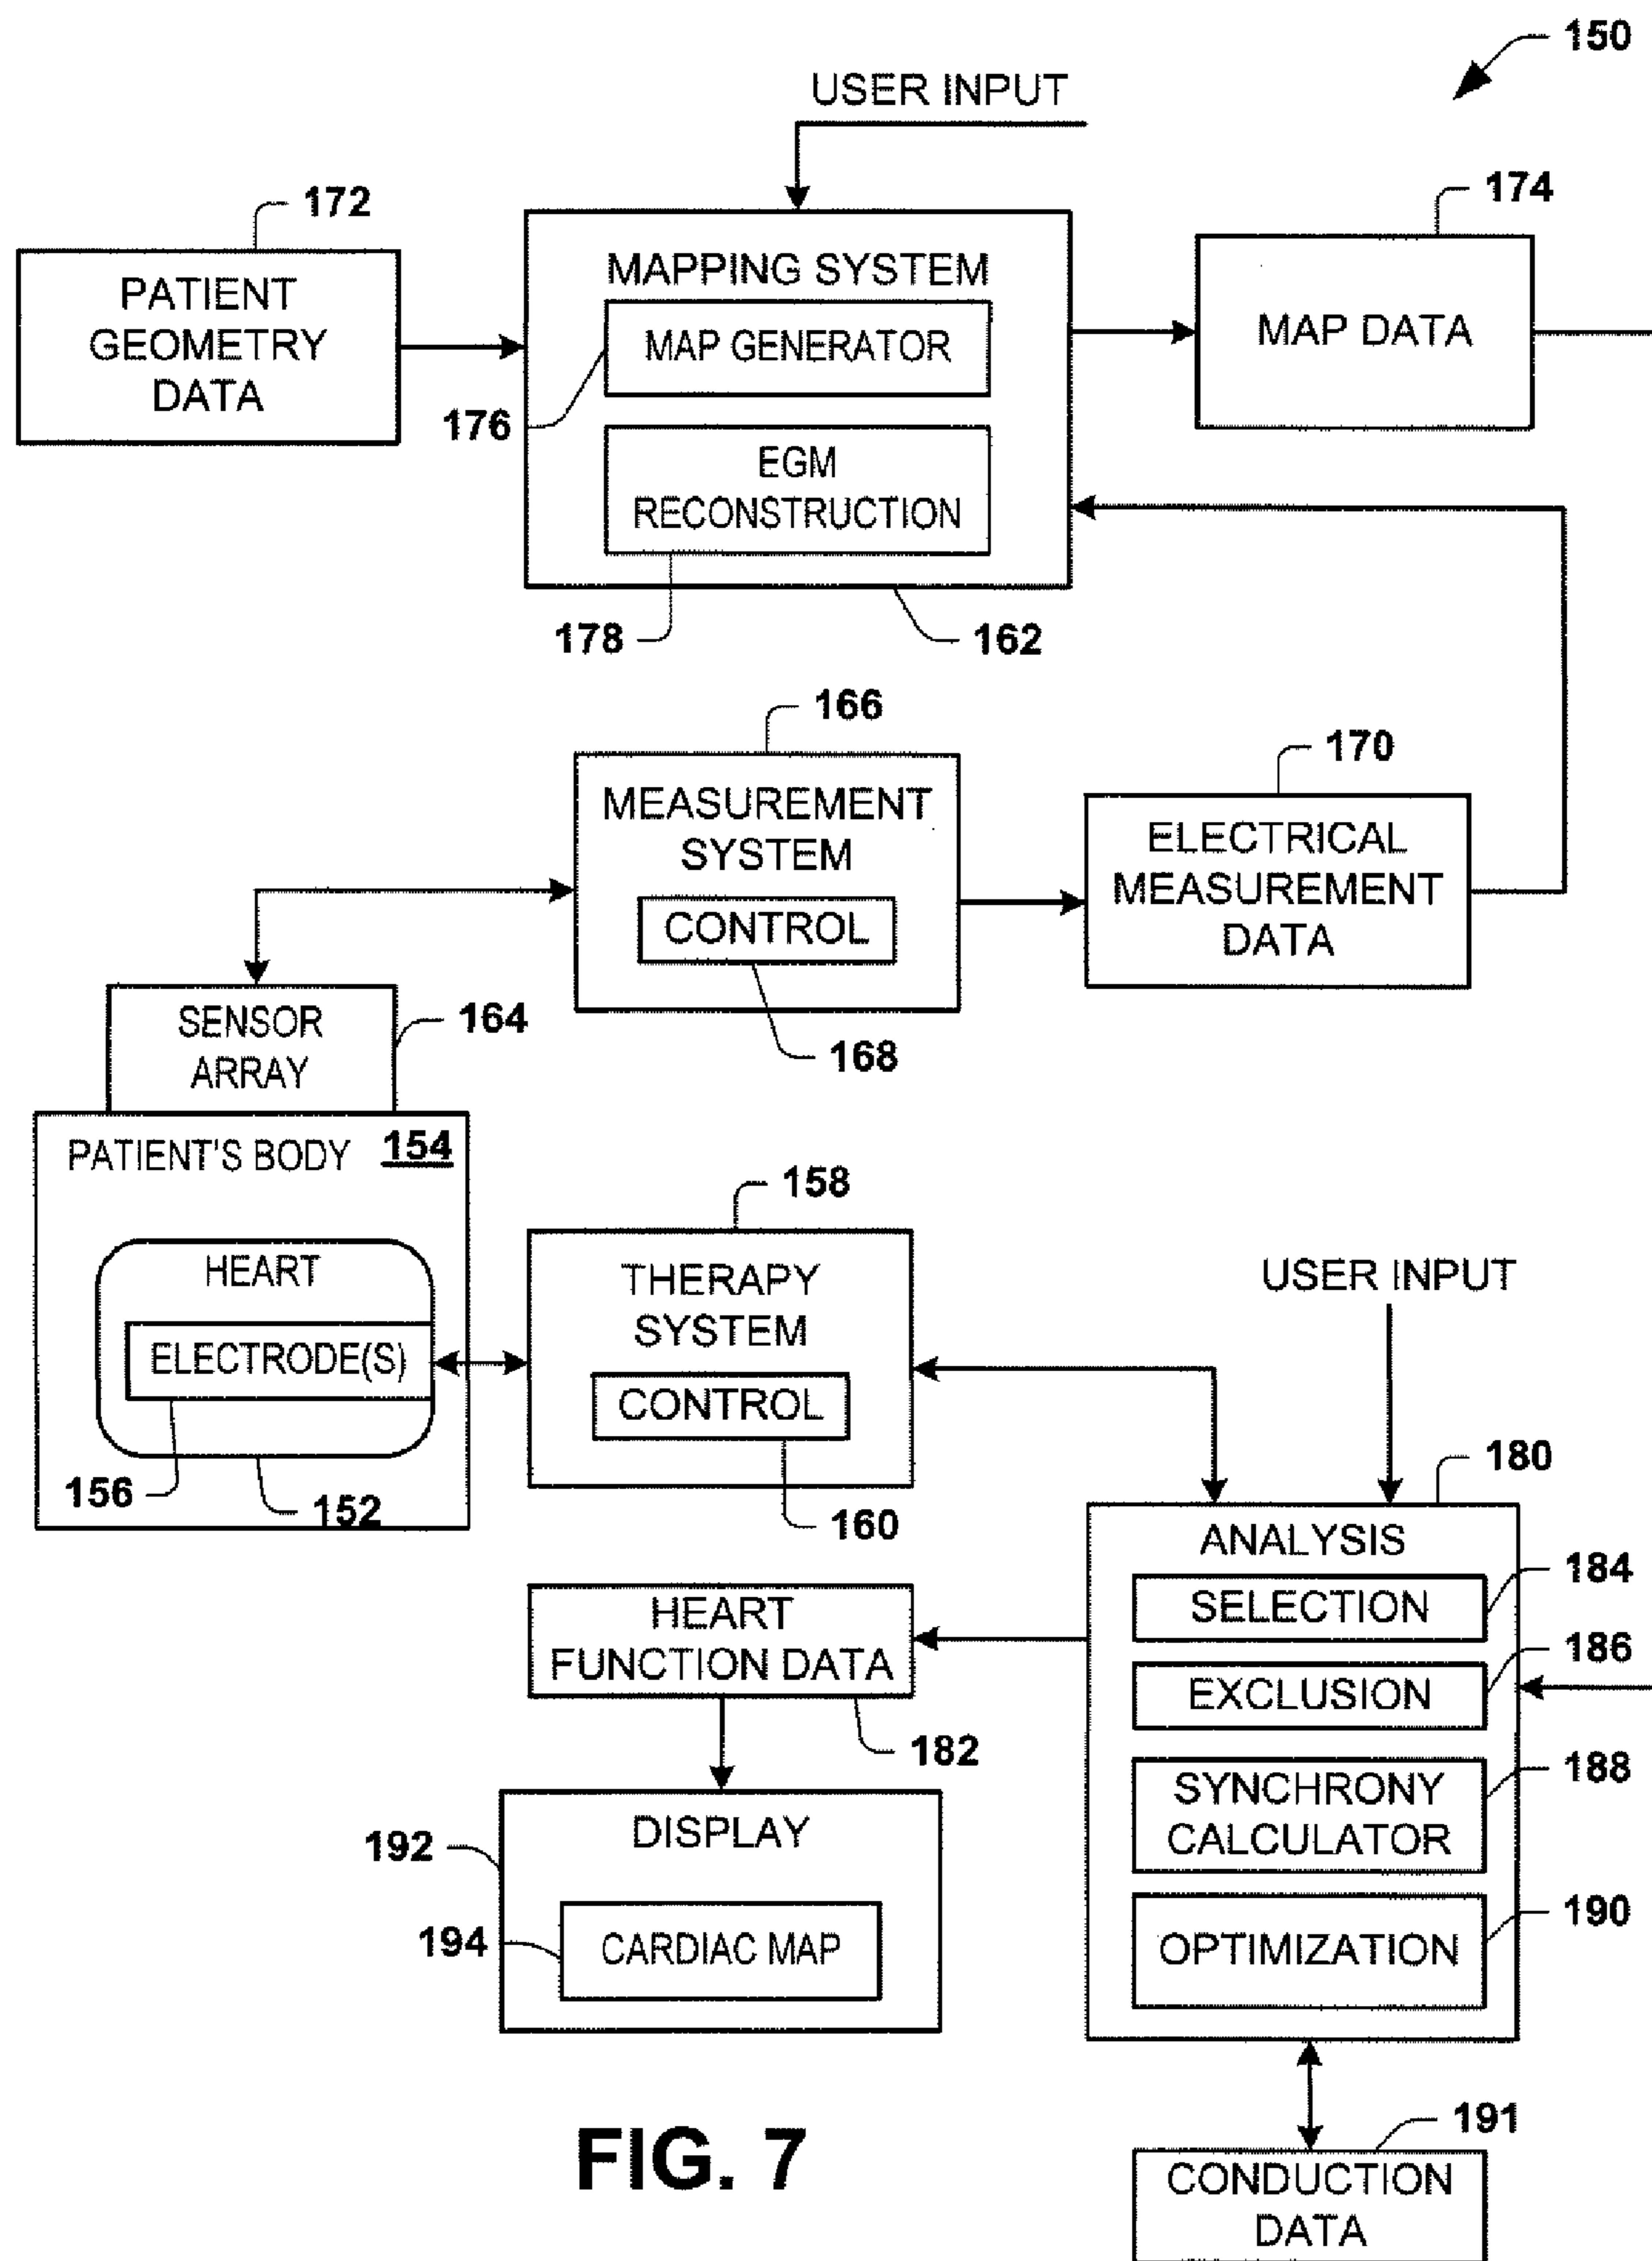 150
USER INPUT
172
174
PATIENT
GEOMETRY
DATA
MAPPING SYSTEM
MAP GENERATOR
176
EGM
RECONSTRUCTION
178
162
MAP DATA
166
170
MEASUREMENT
SYSTEM
CONTROL
168
ELECTRICAL
MEASUREMENT
DATA
SENSOR
ARRAY
164
PATIENT'S BODY 154
HEART
ELECTRODE(S)
156
152
158
THERAPY
SYSTEM
CONTROL
160
USER INPUT
180
ANALYSIS
SELECTION
184
EXCLUSION
186
SYNCHRONY
CALCULATOR
188
OPTIMIZATION
190
HEART
FUNCTION DATA
182
DISPLAY
192
CARDIAC MAP
194
191
CONDUCTION
DATA
FIG. 7